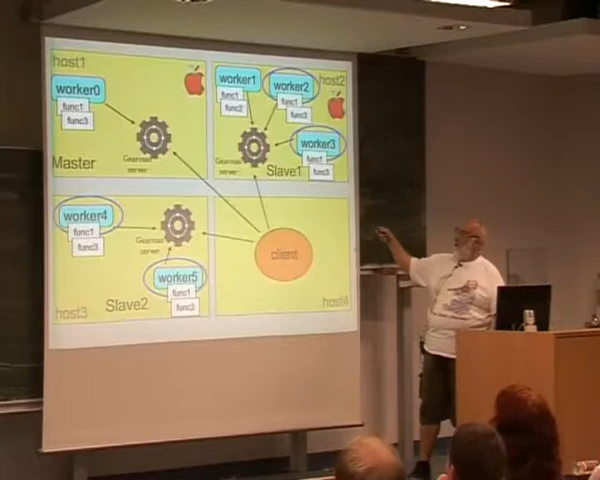 host1
worker0
func1
func3
Gearman
server
Master
worker1
func1
func2
worker2
func1
func3
host2
worker3
func1
func3
Gearman
server
Slave1
worker4
func1
func3
Gearman
server
worker5
func1
func3
host3
Slave2
client
host4